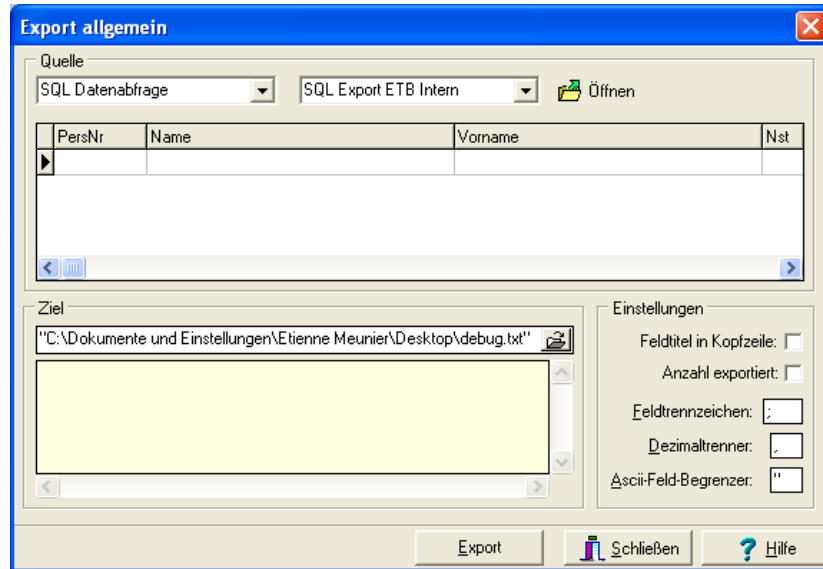 Export allgemein
Quelle
SQL Datenabfrage SQL Export ETB Intern Öffnen
PersNr Name Vorname Nst
Ziel
"C:\Dokumente und Einstellungen\Etienne Meunier\Desktop\debug.txt"
Einstellungen
Feldtitel in Kopfzeile:
Anzahl exportiert:
Feldtrennzeichen: ;
Dezimaltrenner: ,
Ascii-Feld-Begrenzer: "
Export Schließen ? Hilfe